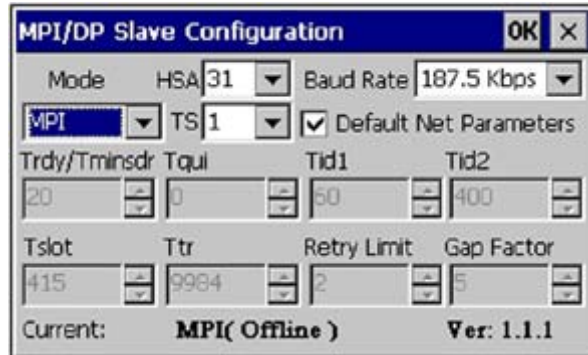 MPI/DP Slave Configuration OK ×
Mode HSA 31 Baud Rate 187.5 Kbps
MPI TS 1 Default Net Parameters
Trdy/Tminsdr Tqui Tid1 Tid2
20 0 60 400
Tslot Ttr Retry Limit Gap Factor
415 9984 2 5
Current: MPI( Offline ) Ver: 1.1.1